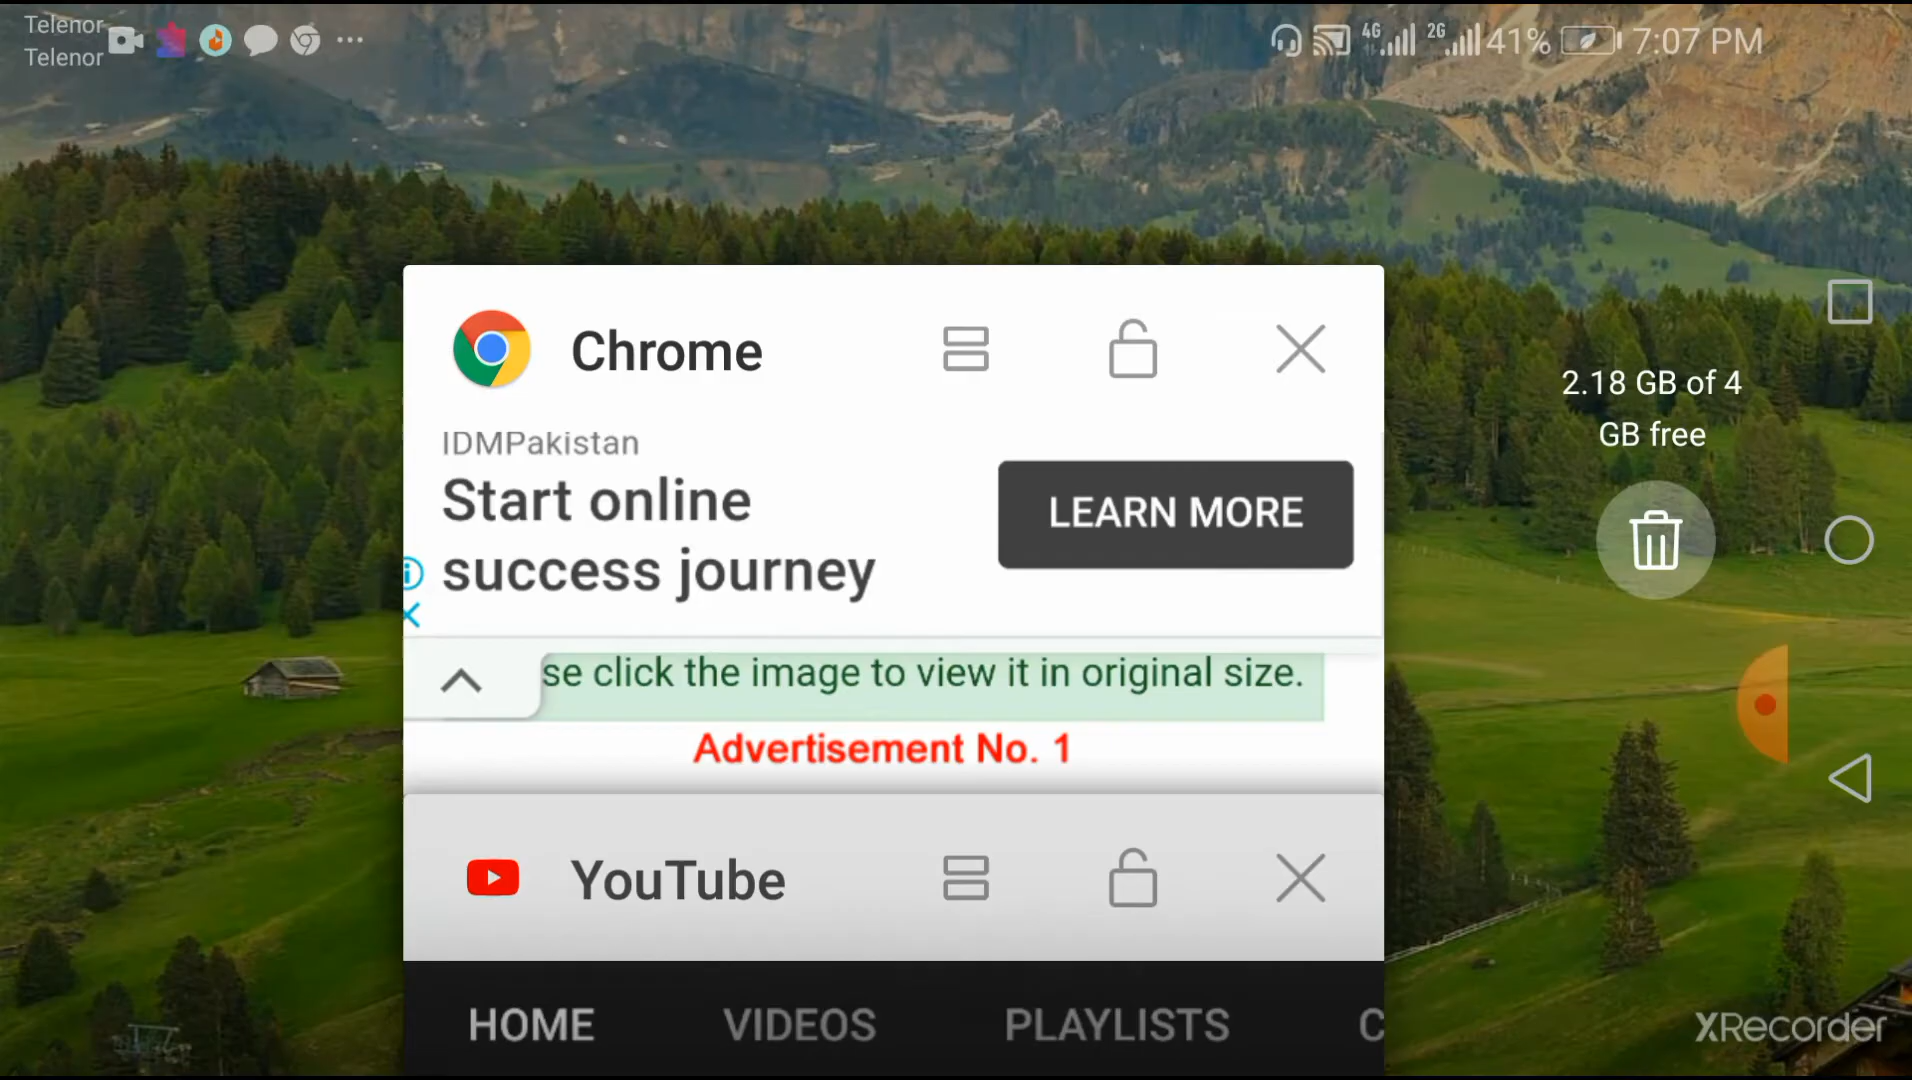 Telenor
Telenor
4G 2G 41% 7:07 PM
Chrome
IDMPakistan
Start online
success journey
LEARN MORE
se click the image to view it in original size.
Advertisement No. 1
2.18 GB of 4
GB free
YouTube
HOME VIDEOS PLAYLISTS C
XRecorder